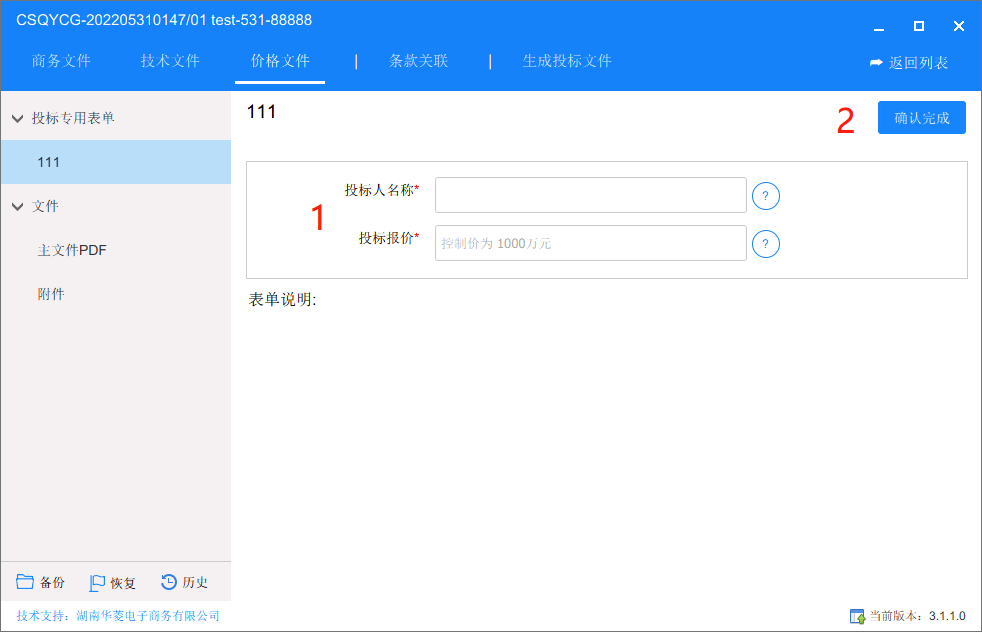 CSQYCG-202205310147/01 test-531-88888
商务文件 技术文件 价格文件 | 条款关联 | 生成投标文件 返回列表
投标专用表单
111
文件
主文件PDF
附件
备份 恢复 历史
111
2 确认完成
1
投标人名称* ?
投标报价* 控制价为 1000万元 ?
表单说明:
技术支持: 湖南华菱电子商务有限公司 当前版本: 3.1.1.0